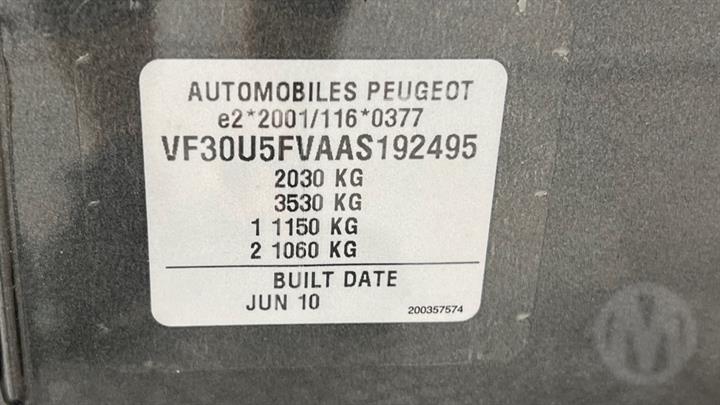 AUTOMOBILES PEUGEOT
e2*2001/116*0377
VF30U5FVAAS192495
2030 KG
3530 KG
1 1150 KG
2 1060 KG
BUILT DATE
JUN 10
200357574
M